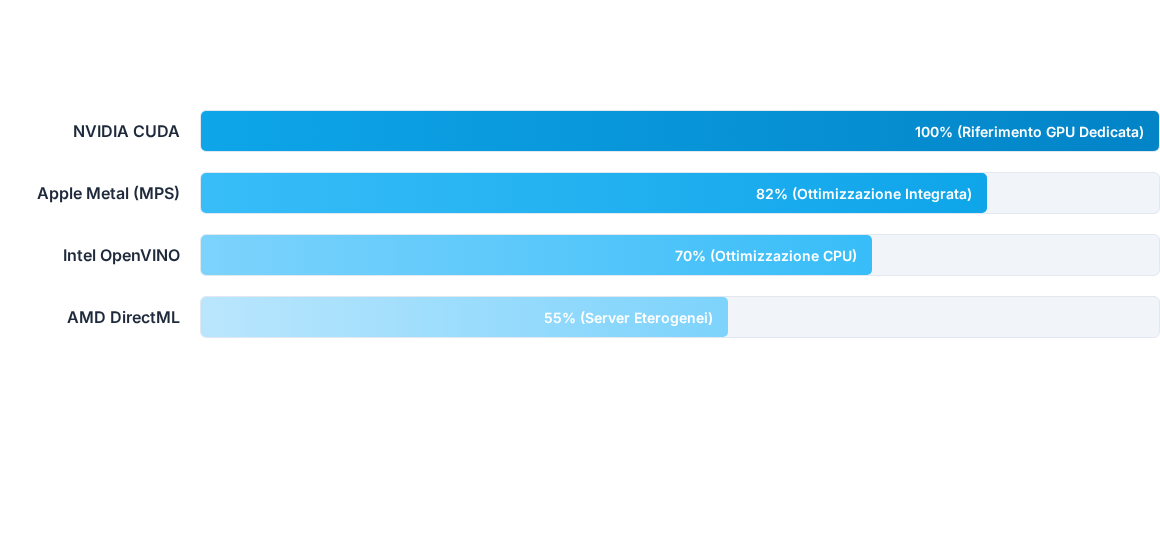 NVIDIA CUDA
100% (Riferimento GPU Dedicata)
Apple Metal (MPS)
82% (Ottimizzazione Integrata)
Intel OpenVINO
70% (Ottimizzazione CPU)
AMD DirectML
55% (Server Eterogenei)